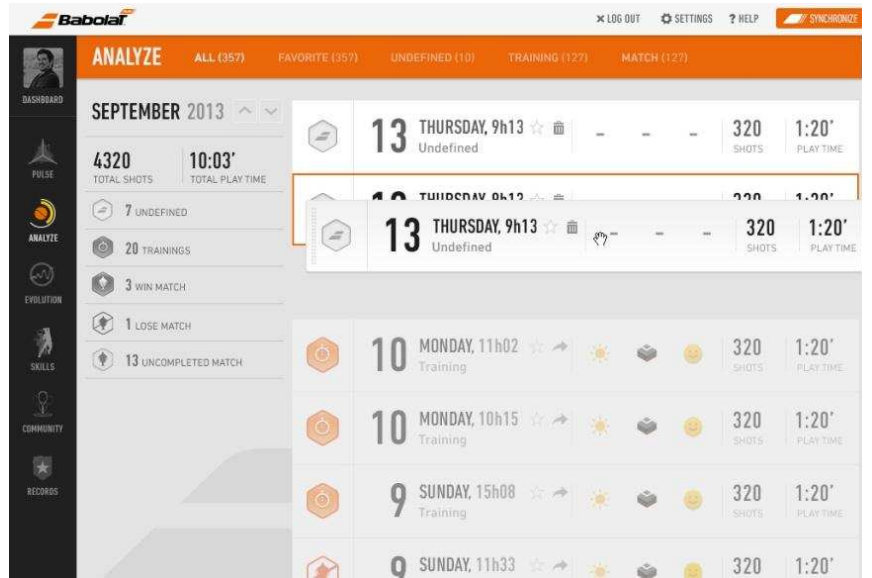 Babolat
LOG OUT
SETTINGS
? HELP
SYNCHRONIZE
ANALYZE
ALL (357)
FAVORITE (357)
UNDEFINED (10)
TRAINING (127)
MATCH (127)
DASHBOARD
PULSE
ANALYZE
EVOLUTION
SKILLS
COMMUNITY
RECORDS
SEPTEMBER 2013
4320 10:03'
TOTAL SHOTS TOTAL PLAY TIME
7 UNDEFINED
20 TRAININGS
3 WIN MATCH
1 LOSE MATCH
13 UNCOMPLETED MATCH
13 THURSDAY, 9h13 - - - 320 1:20'
Undefined SHOTS PLAY TIME
THURSDAY, 9h13 320 1:20'
13 THURSDAY, 9h13 - - - 320 1:20'
Undefined SHOTS PLAY TIME
10 MONDAY, 11h02 320 1:20'
Training SHOTS PLAY TIME
10 MONDAY, 10h15 320 1:20'
Training SHOTS PLAY TIME
9 SUNDAY, 15h08 320 1:20'
Training SHOTS PLAY TIME
9 SUNDAY, 11h33 320 1:20'